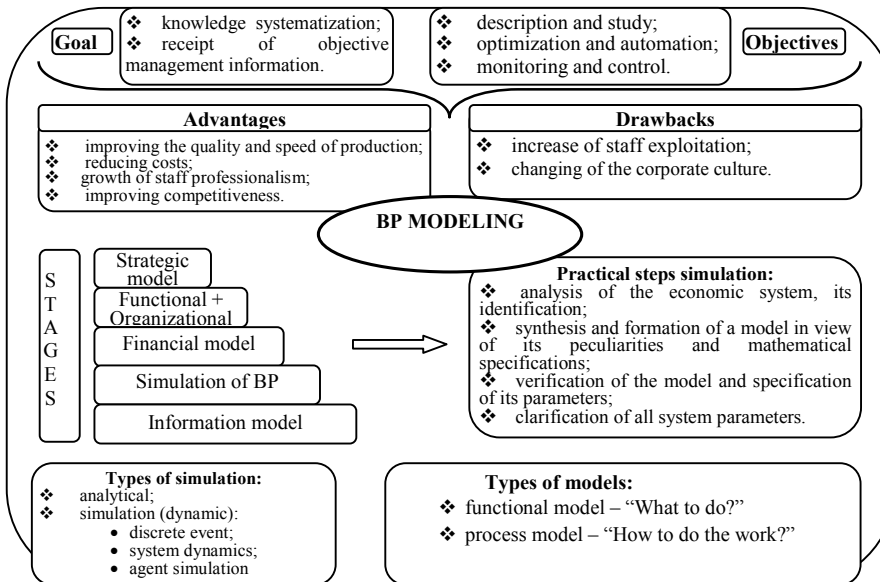 Goal
❖ knowledge systematization;
❖ receipt of objective
management information.
❖ description and study;
❖ optimization and automation;
❖ monitoring and control.
Objectives
Advantages
❖ improving the quality and speed of production;
❖ reducing costs;
❖ growth of staff professionalism;
❖ improving competitiveness.
Drawbacks
❖ increase of staff exploitation;
❖ changing of the corporate culture.
BP MODELING
S
T
A
G
E
S
Strategic
model
Functional +
Organizational
Financial model
Simulation of BP
Information model
Practical steps simulation:
❖ analysis of the economic system, its
identification;
❖ synthesis and formation of a model in view
of its peculiarities and mathematical
specifications;
❖ verification of the model and specification
of its parameters;
❖ clarification of all system parameters.
Types of simulation:
❖ analytical;
❖ simulation (dynamic):
• discrete event;
• system dynamics;
• agent simulation
Types of models:
❖ functional model – “What to do?”
❖ process model – “How to do the work?”